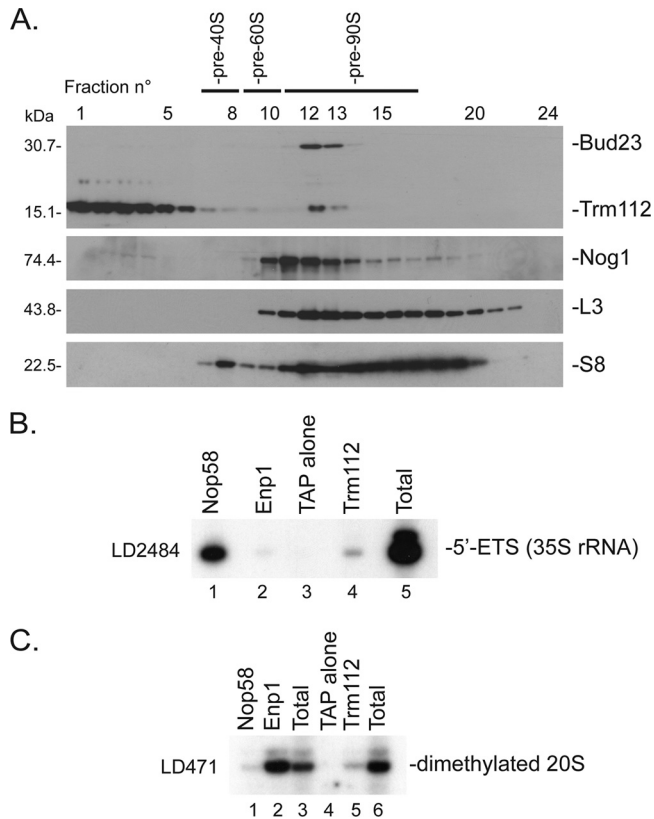 A.
-pre-40S
-pre-60S
-pre-90S
Fraction n°
kDa 1 5 8 10 12 13 15 20 24
30.7- -Bud23
15.1- -Trm112
74.4- -Nog1
43.8- -L3
22.5- -S8
B.
Nop58 Enp1 TAP alone Trm112 Total
LD2484 -5'-ETS (35S rRNA)
1 2 3 4 5
C.
Nop58 Enp1 Total TAP alone Trm112 Total
LD471 -dimethylated 20S
1 2 3 4 5 6